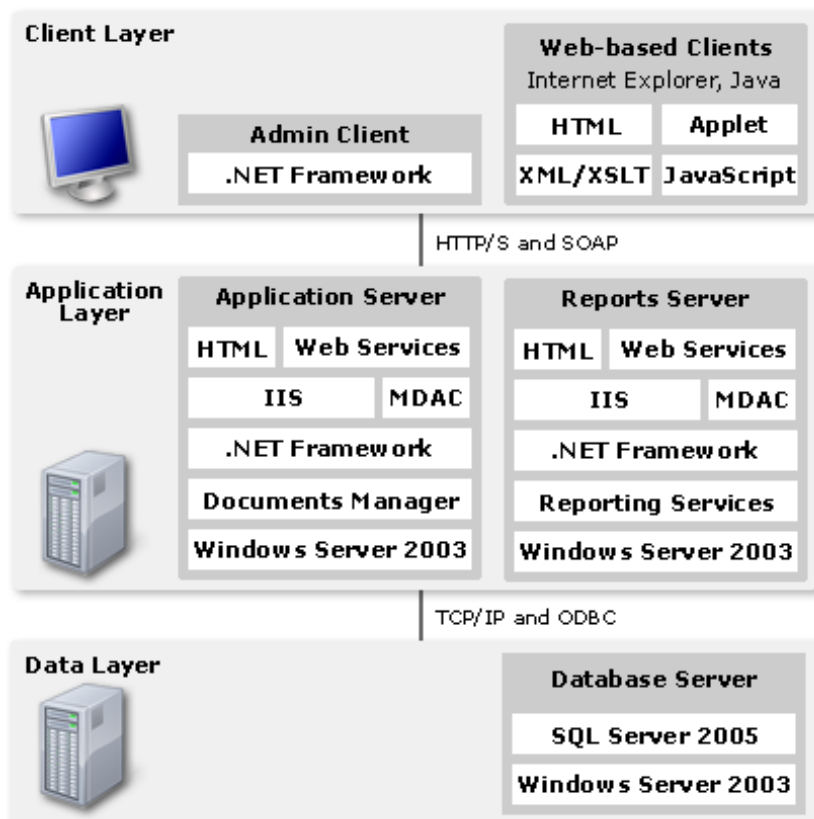 Client Layer
Admin Client
.NET Framework
Web-based Clients
Internet Explorer, Java
HTML
Applet
XML/XSLT
JavaScript
HTTP/S and SOAP
Application
Layer
Application Server
HTML
Web Services
IIS
MDAC
.NET Framework
Documents Manager
Windows Server 2003
Reports Server
HTML
Web Services
IIS
MDAC
.NET Framework
Reporting Services
Windows Server 2003
TCP/IP and ODBC
Data Layer
Database Server
SQL Server 2005
Windows Server 2003